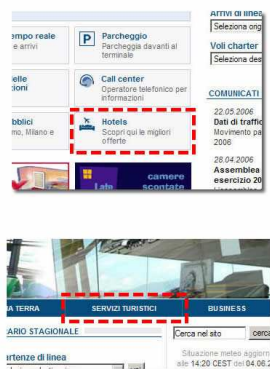 Arrivi di linea
empo reale
e arrivi
Parcheggio
Parcheggia davanti al
terminale
Seleziona orig
Voli charter
Seleziona des
Call center
Operatore telefonico per
informazioni
COMUNICATI
22.05.2006
bblici
mo, Milano e
Hotels
Scopri qui le migliori
offerte
Dati di traffic
Movimento pa
2006
28.04.2006
Assemblea
esercizio 20
Late
camere
scontate
A TERRA
SERVIZI TURISTICI
BUSINESS
ARIO STAGIONALE
Cerca nel sito
cerca
artenze di linea
Situazione meteo aggiorn
alle 14:20 CEST del 04.06.2